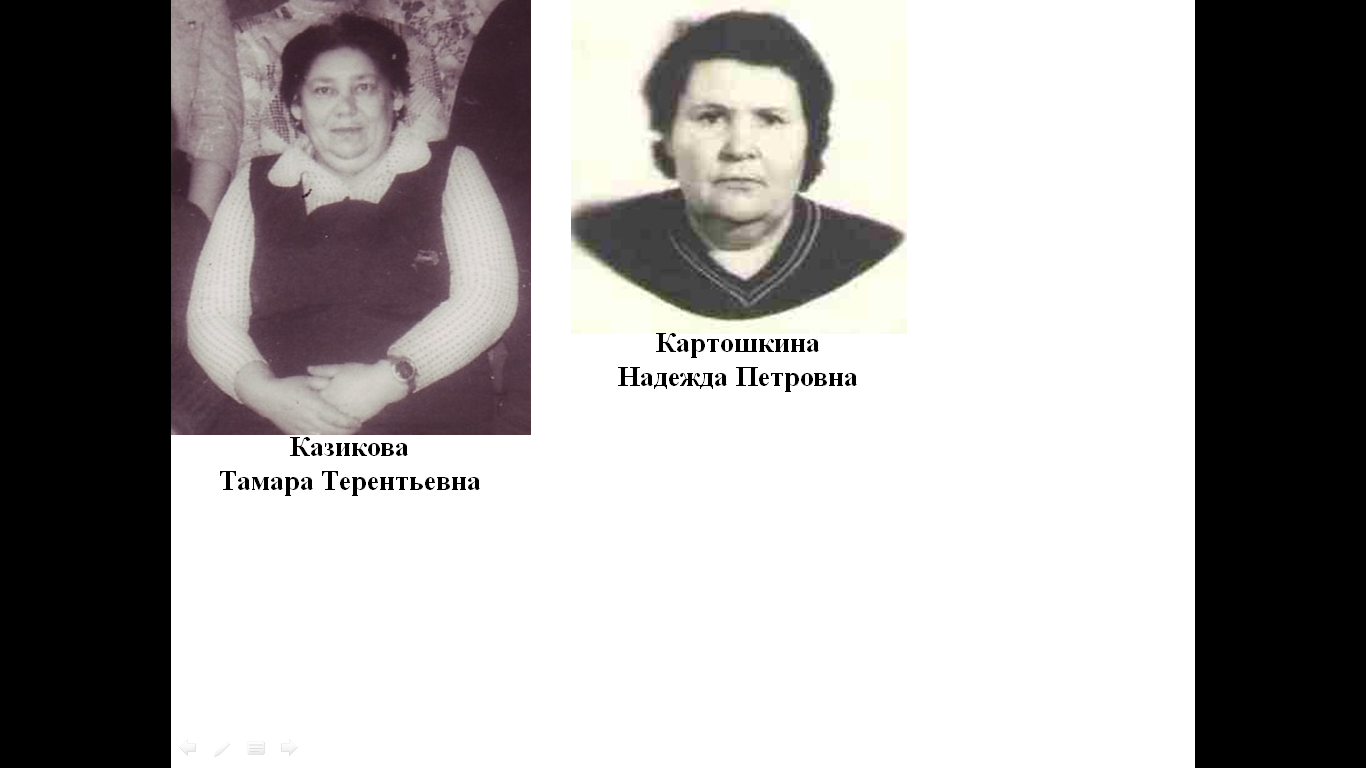 Казикова
Тамара Терентьевна
Картошкина
Надежда Петровна